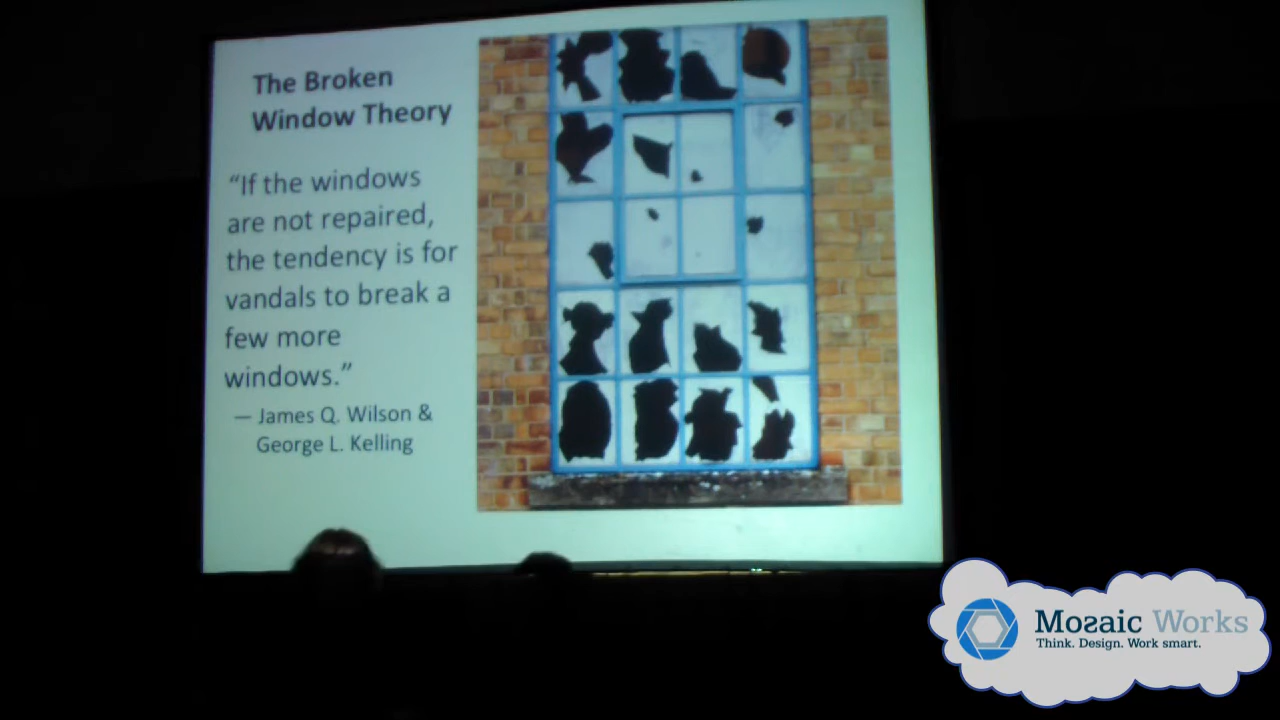 The Broken
Window Theory
“If the windows
are not repaired,
the tendency is for
vandals to break a
few more
windows.”
— James Q. Wilson &
George L. Kelling
Mosaic Works
Think. Design. Work smart.